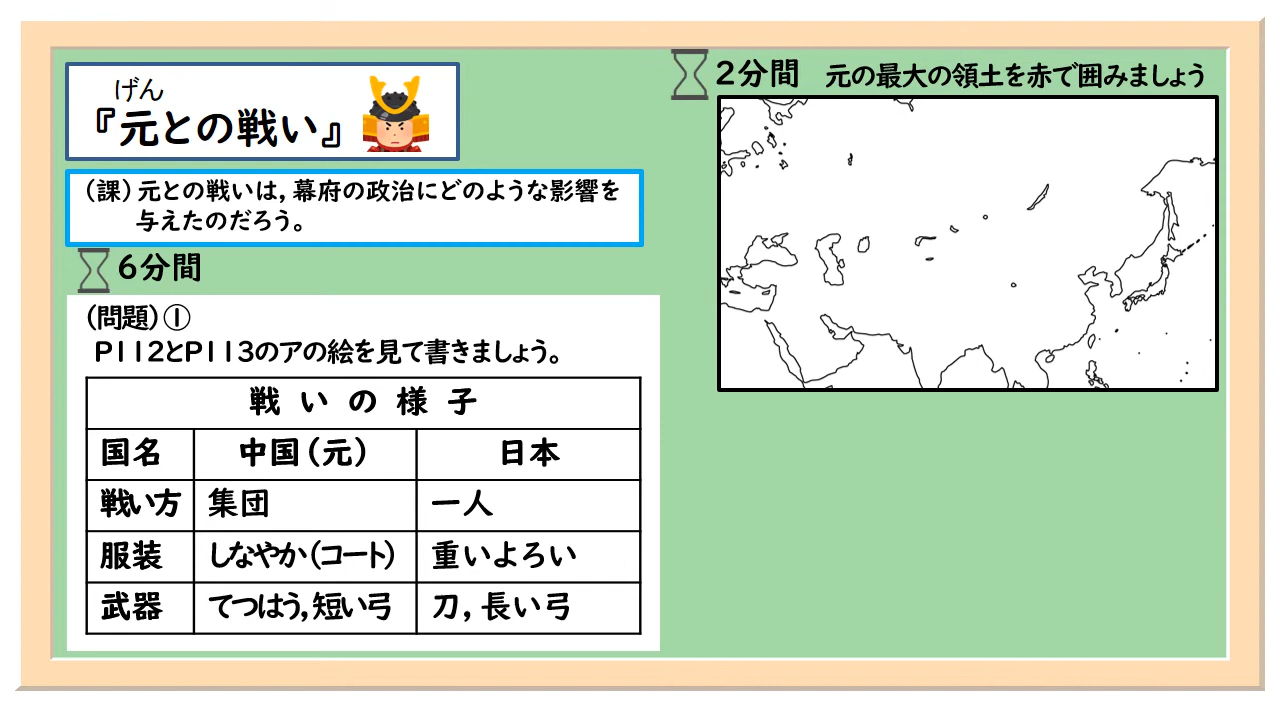 げん
『元との戦い』
(課)元との戦いは,幕府の政治にどのような影響を
与えたのだろう。
6分間
(問題)①
P112とP113のアの絵を見て書きましょう。
戦いの様子
国名 中国(元) 日本
戦い方 集団 一人
服装 しなやか(コート) 重いよろい
武器 てつはう,短い弓 刀,長い弓
2分間 元の最大の領土を赤で囲みましょう